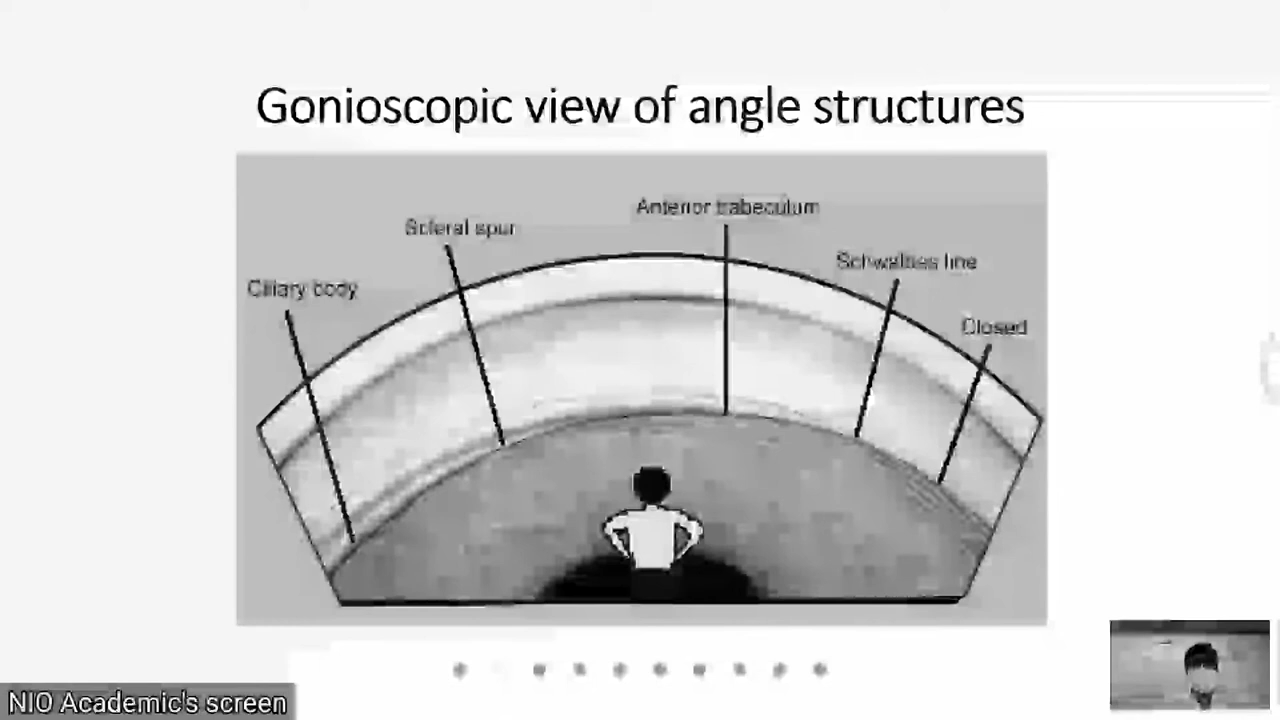 Gonioscopic view of angle structures
Anterior trabeculum
Scleral spur
Schwalbes line
Ciliary body
Closed
NIO Academic's screen